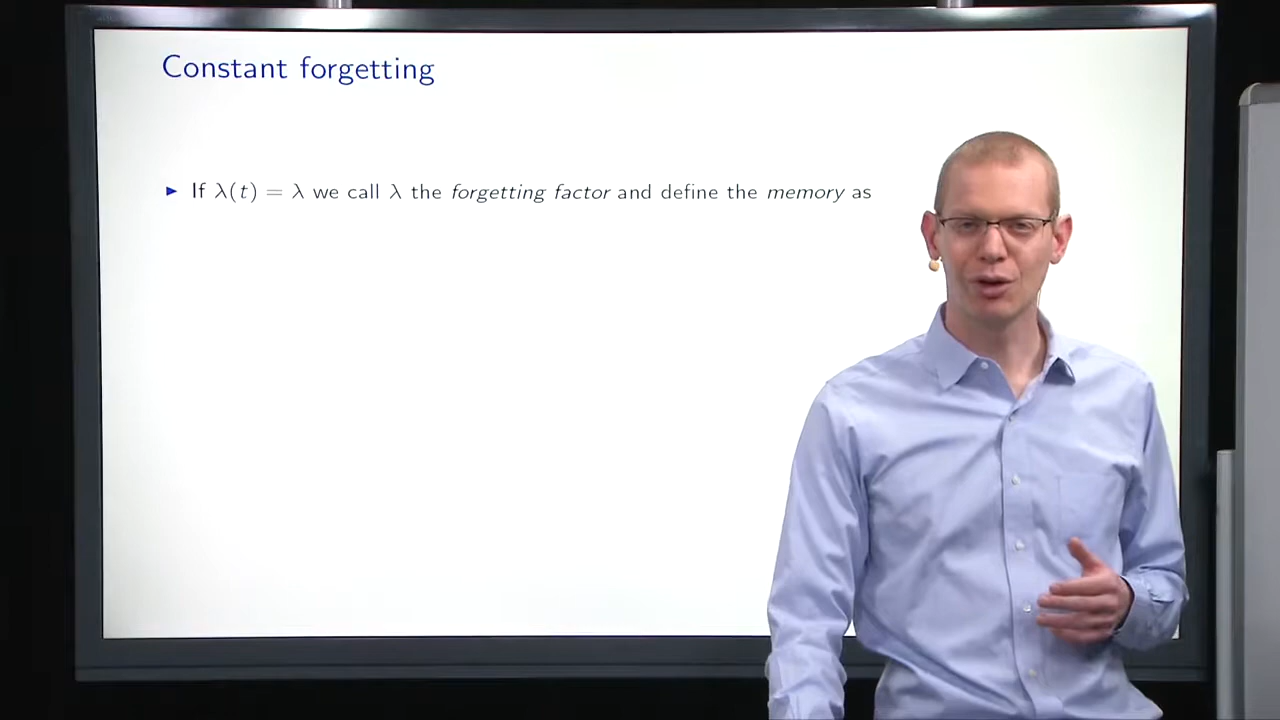 Constant forgetting
If λ(t) = λ we call λ the forgetting factor and define the memory as